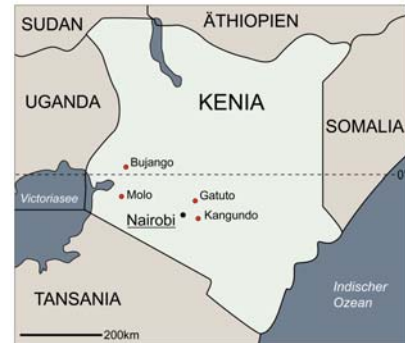 SUDAN
ÄTHIOPIEN
UGANDA
KENIA
SOMALIA
Bujango
0°
Victoriasee
Molo
Gatuto
Nairobi
Kangundo
TANSANIA
Indischer
Ozean
200km